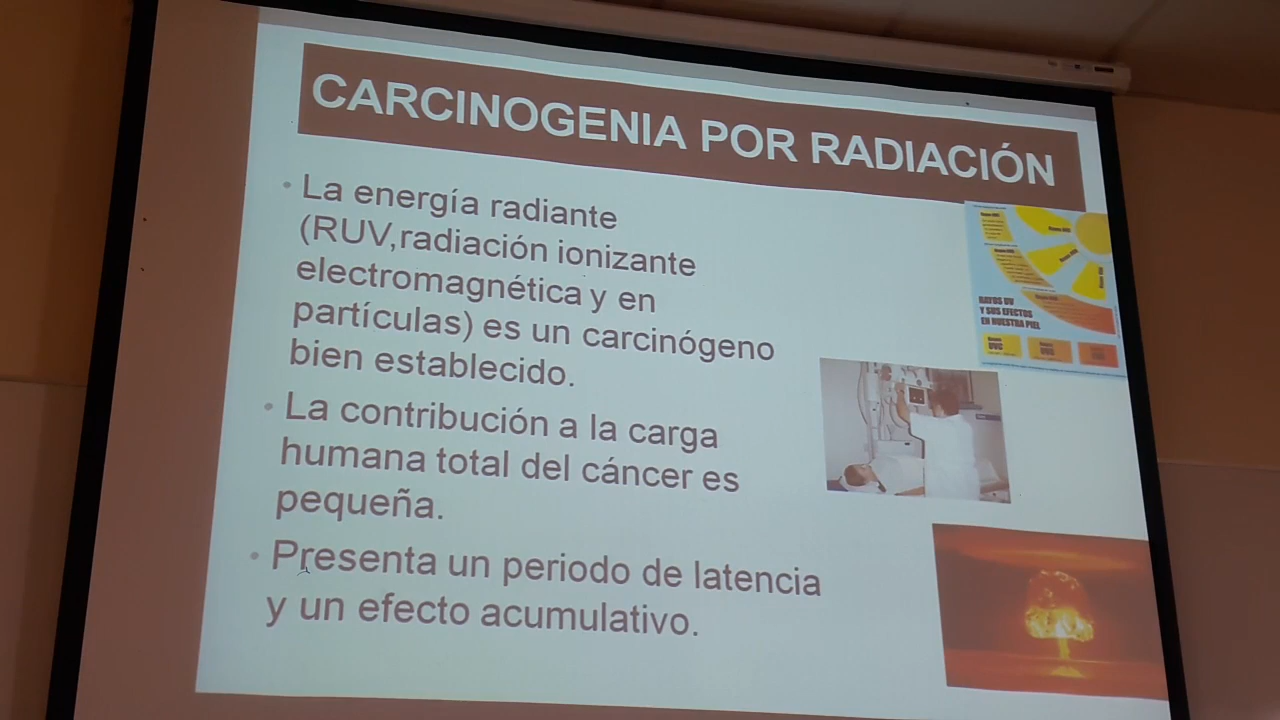 CARCINOGENIA POR RADIACIÓN
La energía radiante
(RUV,radiación ionizante
electromagnética y en
partículas) es un carcinógeno
bien establecido.
La contribución a la carga
humana total del cáncer es
pequeña.
Presenta un periodo de latencia
y un efecto acumulativo.
RAYOS UV
Y SUS EFECTOS
EN NUESTRA PIEL
UVC